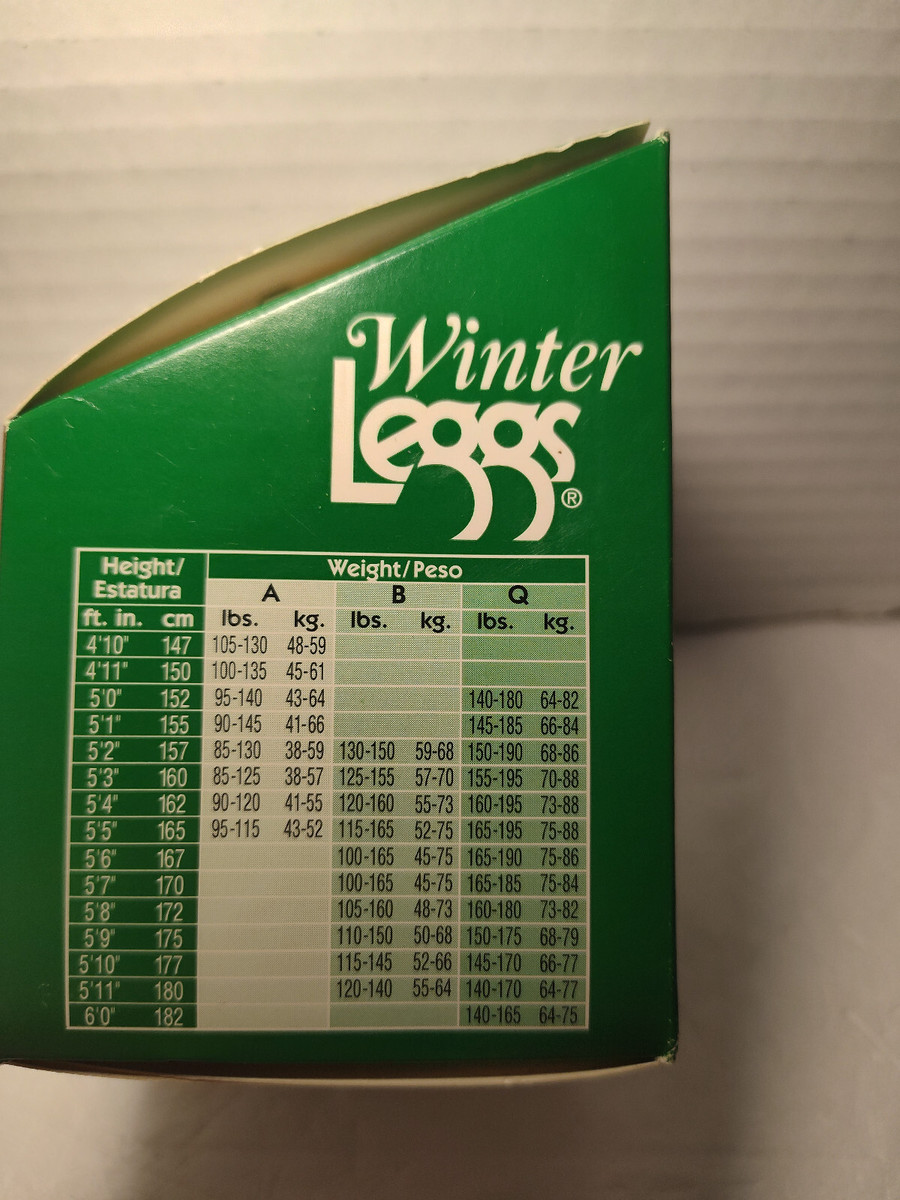 Winter
Leggs®
Height/ Weight/Peso
Estatura A B Q
ft. in. cm lbs. kg. lbs. kg. lbs. kg.
4'10" 147 105-130 48-59
4'11" 150 100-135 45-61
5'0" 152 95-140 43-64 140-180 64-82
5'1" 155 90-145 41-66 145-185 66-84
5'2" 157 85-130 38-59 130-150 59-68 150-190 68-86
5'3" 160 85-125 38-57 125-155 57-70 155-195 70-88
5'4" 162 90-120 41-55 120-160 55-73 160-195 73-88
5'5" 165 95-115 43-52 115-165 52-75 165-195 75-88
5'6" 167 100-165 45-75 165-190 75-86
5'7" 170 100-165 45-75 165-185 75-84
5'8" 172 105-160 48-73 160-180 73-82
5'9" 175 110-150 50-68 150-175 68-79
5'10" 177 115-145 52-66 145-170 66-77
5'11" 180 120-140 55-64 140-170 64-77
6'0" 182 140-165 64-75